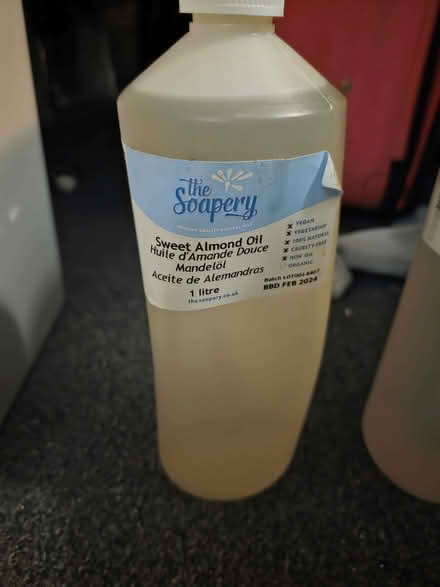 the
Soapery
Sweet Almond Oil
Huile d'Amande Douce
Mandelöl
Aceite de Alemandras
1 litre
thesoapery.co.uk
VEGAN
VEGETARIAN
100% NATURAL
CRUELTY FREE
NON GM
ORGANIC
BBD FEB 2024